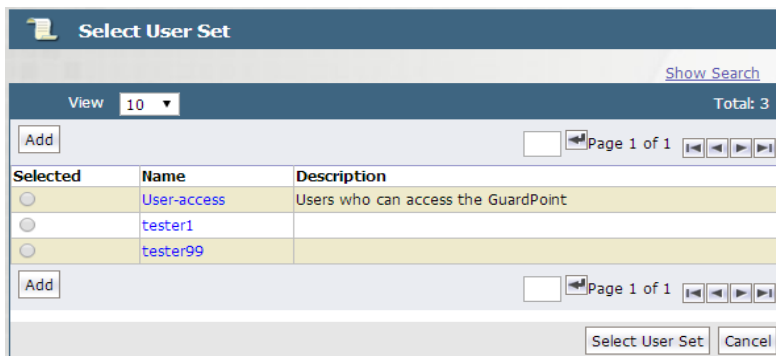 Select User Set
Show Search
View 10 Total: 3
Add Page 1 of 1
Selected Name Description
User-access Users who can access the GuardPoint
tester1
tester99
Add Page 1 of 1
Select User Set Cancel